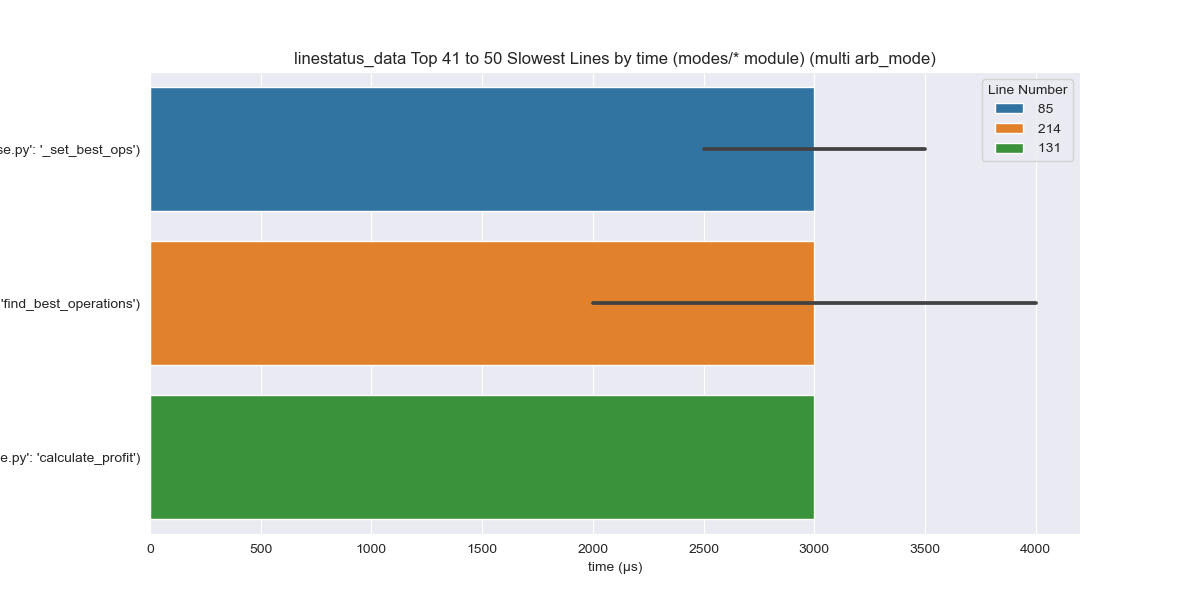 linestatus_data Top 41 to 50 Slowest Lines by time (modes/* module) (multi arb_mode)
Line Number
85
214
131
se.py': '_set_best_ops')
'find_best_operations')
e.py': 'calculate_profit')
0 500 1000 1500 2000 2500 3000 3500 4000
time (µs)